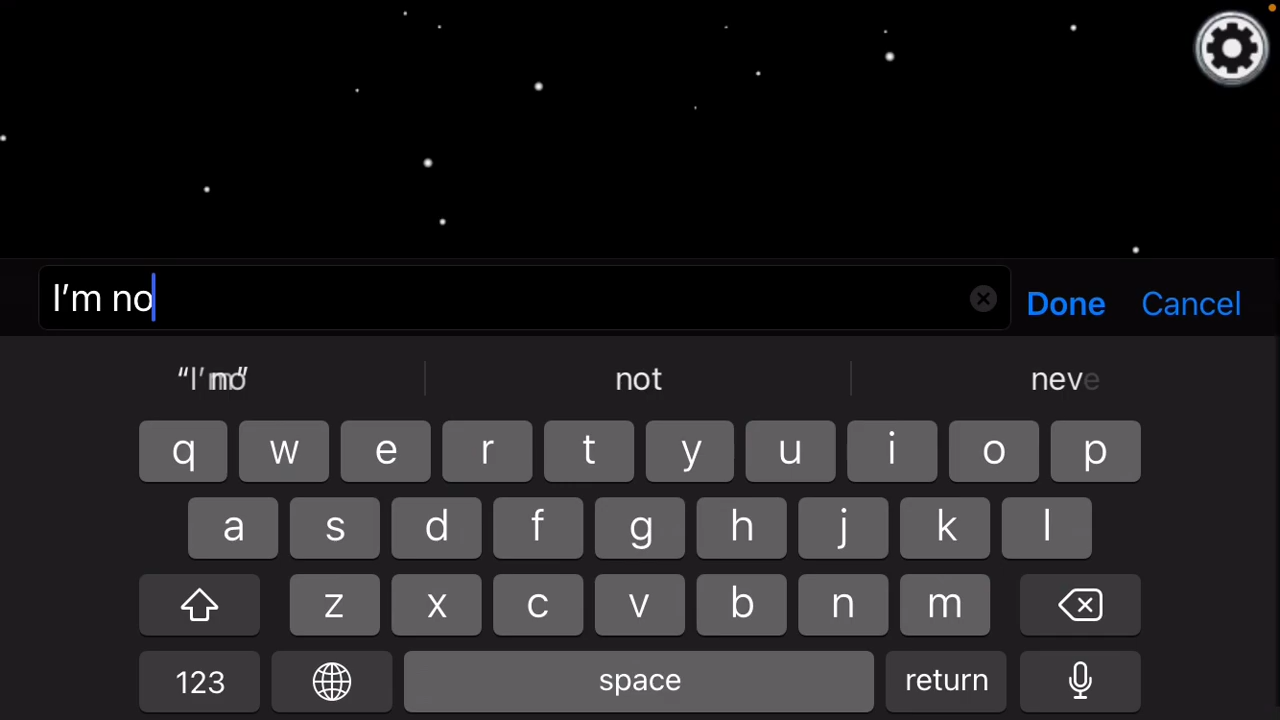 I’m no
Done Cancel
not
q w e r t y u i o p
a s d f g h j k l
z x c v b n m
123 space return